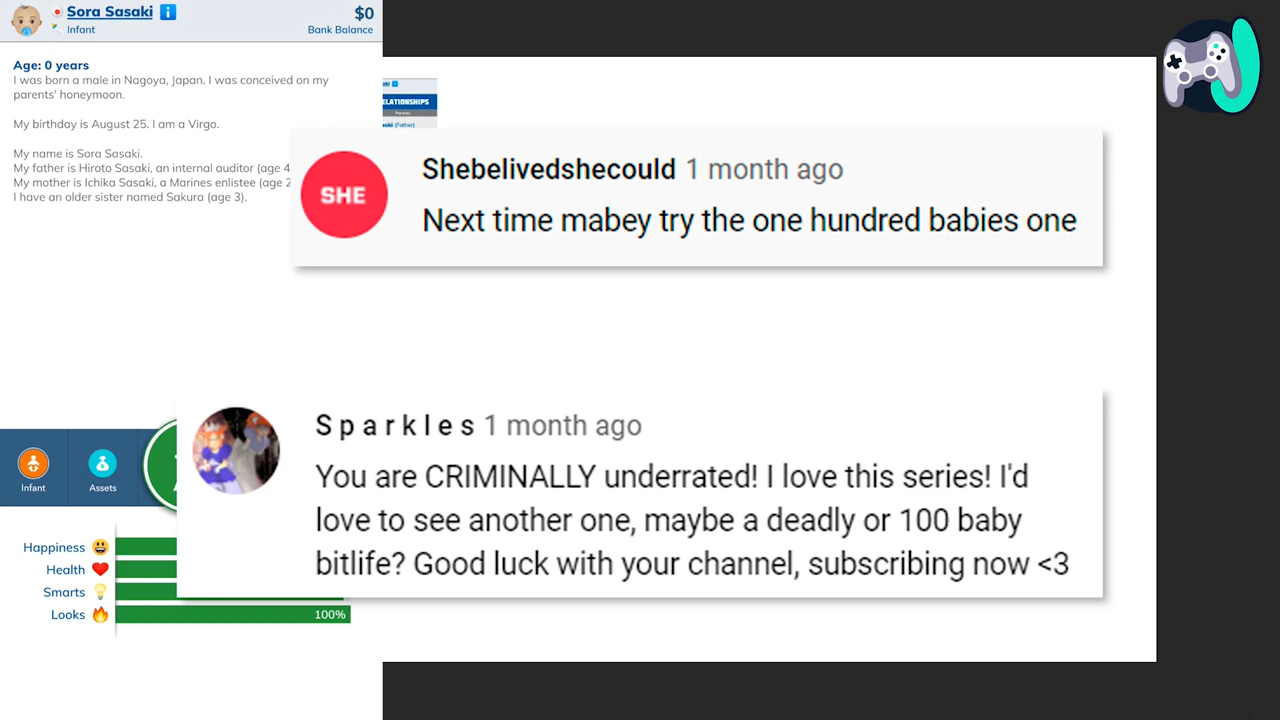 Sora Sasaki
Infant
$0
Bank Balance
Age: 0 years
I was born a male in Nagoya, Japan. I was conceived on my
parents' honeymoon.
My birthday is August 25. I am a Virgo.
My name is Sora Sasaki.
My father is Hiroto Sasaki, an internal auditor (age 4
My mother is Ichika Sasaki, a Marines enlistee (age 2
I have an older sister named Sakura (age 3).
ELATIONSHIPS
Parents
(Father)
SHE
Shebelivedshecould 1 month ago
Next time mabey try the one hundred babies one
S p a r k l e s 1 month ago
You are CRIMINALLY underrated! I love this series! I'd
love to see another one, maybe a deadly or 100 baby
bitlife? Good luck with your channel, subscribing now <3
Infant
Assets
Happiness
Health
Smarts
Looks
100%